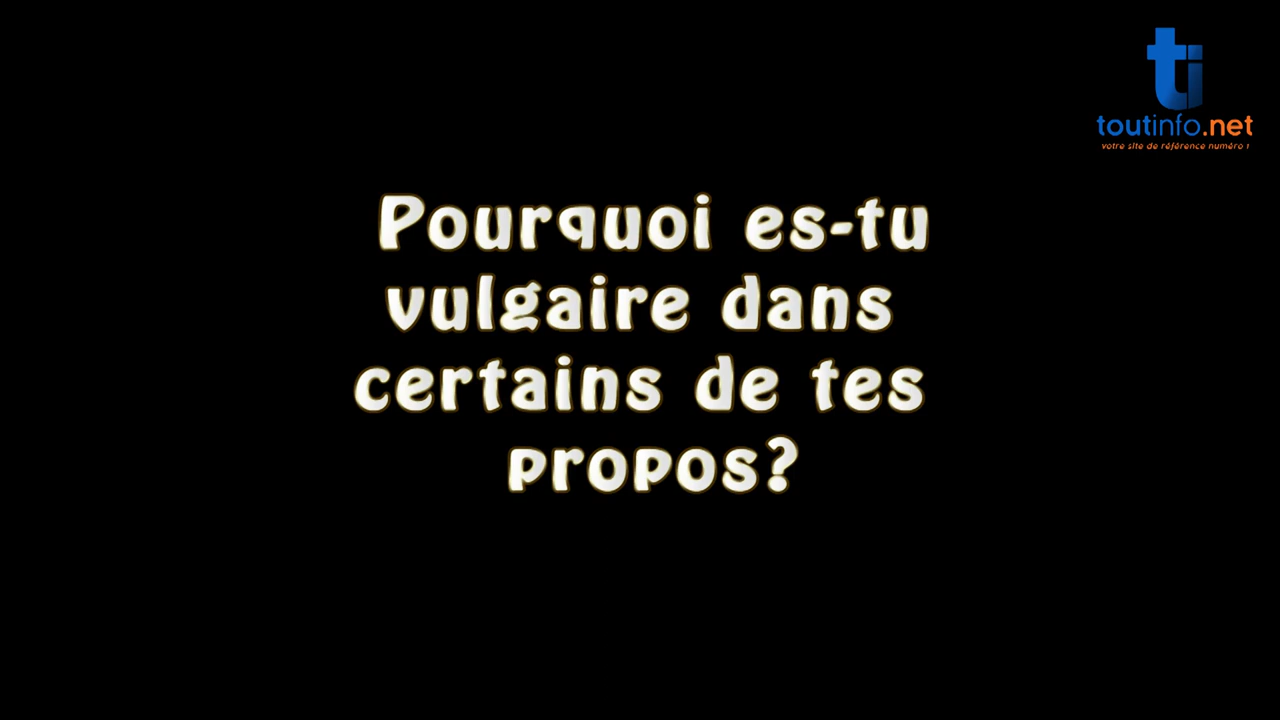 toutinfo.net
votre site de référence numéro 1
Pourquoi es-tu
vulgaire dans
certains de tes
propos?